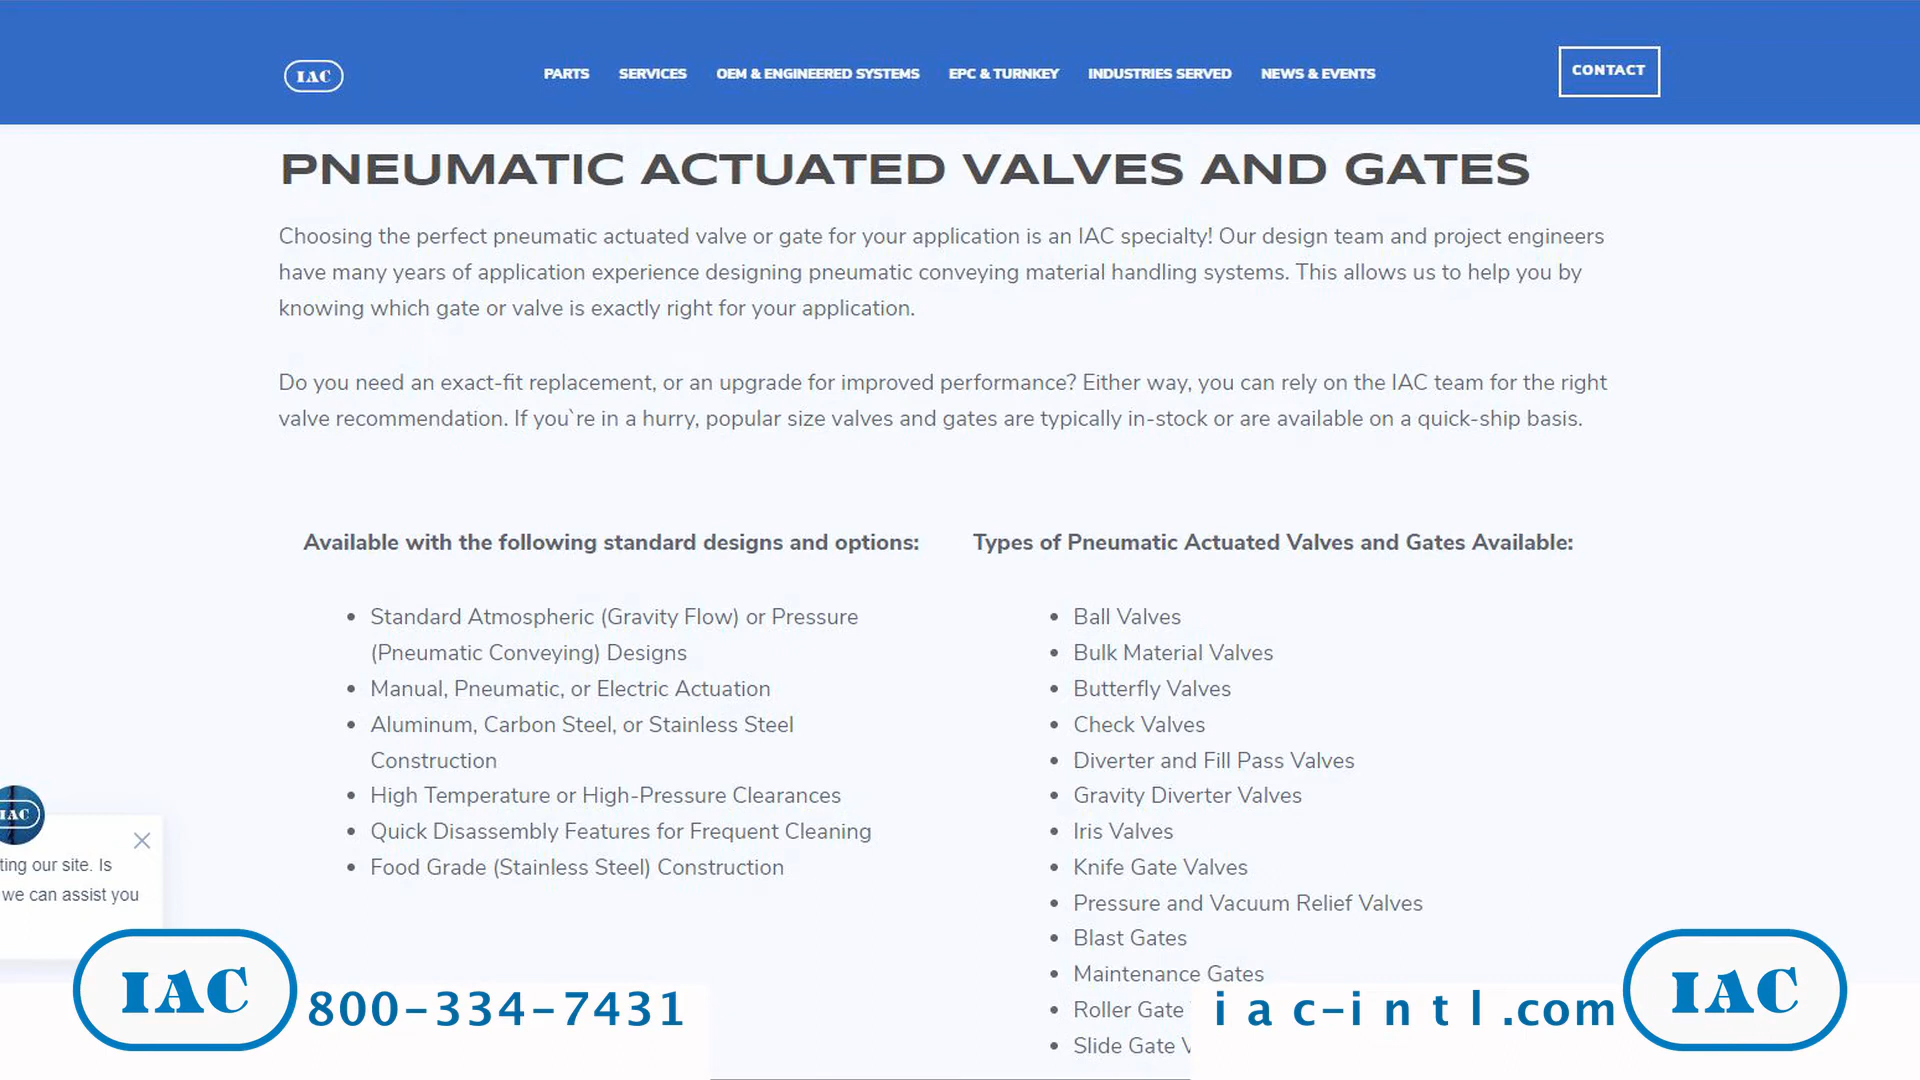 IAC
PARTS SERVICES OEM & ENGINEERED SYSTEMS EPC & TURNKEY INDUSTRIES SERVED NEWS & EVENTS
CONTACT
PNEUMATIC ACTUATED VALVES AND GATES
Choosing the perfect pneumatic actuated valve or gate for your application is an IAC specialty! Our design team and project engineers
have many years of application experience designing pneumatic conveying material handling systems. This allows us to help you by
knowing which gate or valve is exactly right for your application.
Do you need an exact-fit replacement, or an upgrade for improved performance? Either way, you can rely on the IAC team for the right
valve recommendation. If you`re in a hurry, popular size valves and gates are typically in-stock or are available on a quick-ship basis.
Available with the following standard designs and options:
• Standard Atmospheric (Gravity Flow) or Pressure
(Pneumatic Conveying) Designs
• Manual, Pneumatic, or Electric Actuation
• Aluminum, Carbon Steel, or Stainless Steel
Construction
• High Temperature or High-Pressure Clearances
• Quick Disassembly Features for Frequent Cleaning
• Food Grade (Stainless Steel) Construction
Types of Pneumatic Actuated Valves and Gates Available:
• Ball Valves
• Bulk Material Valves
• Butterfly Valves
• Check Valves
• Diverter and Fill Pass Valves
• Gravity Diverter Valves
• Iris Valves
• Knife Gate Valves
• Pressure and Vacuum Relief Valves
• Blast Gates
• Maintenance Gates
• Roller Gate
• Slide Gate
IAC
ting our site. Is
we can assist you
IAC
800-334-7431
iac-intl.com
IAC